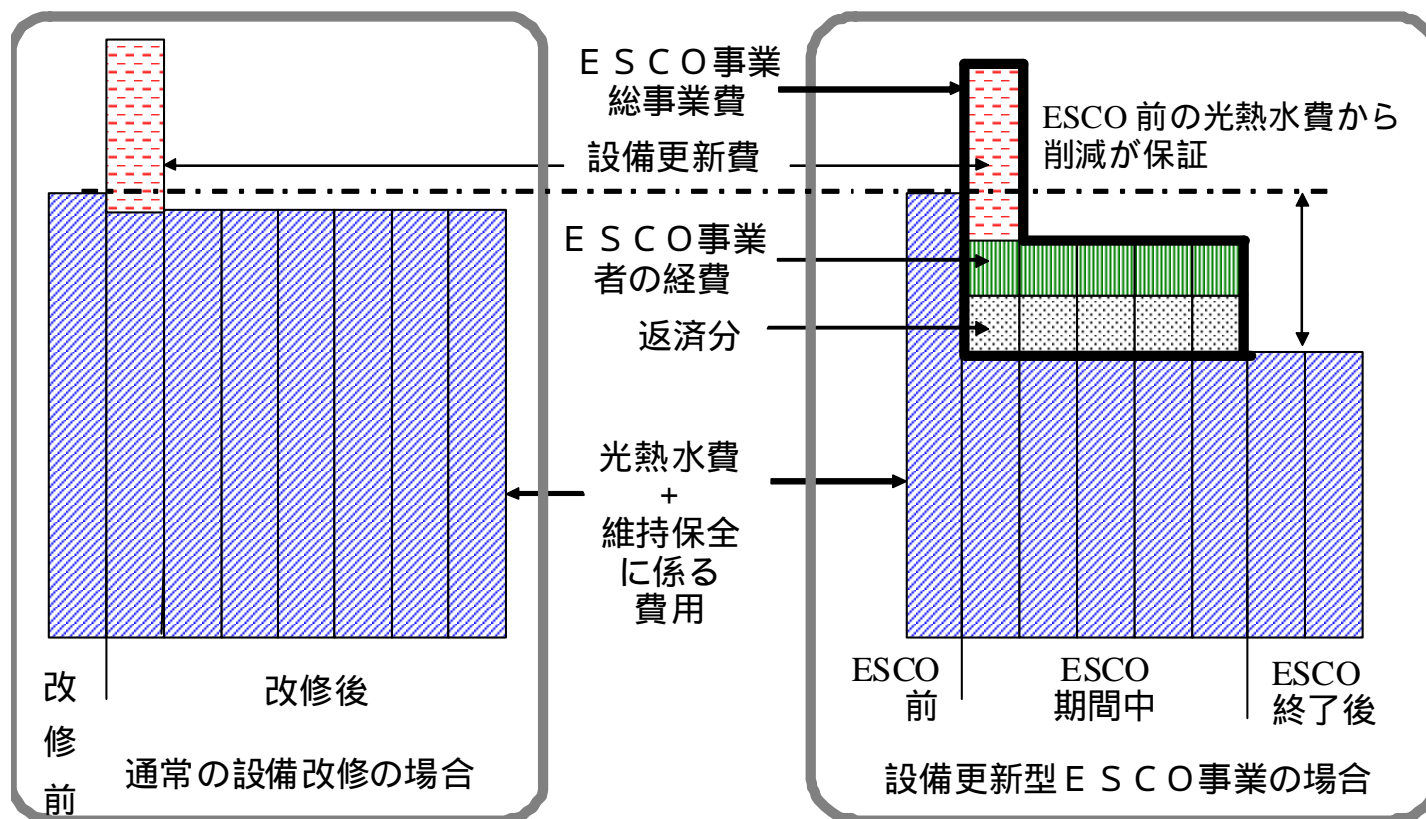 ＥＳＣＯ事業
総事業費
設備更新費
ＥＳＣＯ事業
者の経費
返済分
光熱水費
+
維持保全
に係る
費用
ESCO 前の光熱水費から
削減が保証
改
修
前
改修後
通常の設備改修の場合
ESCO
前
ESCO
期間中
ESCO
終了後
設備更新型ＥＳＣＯ事業の場合